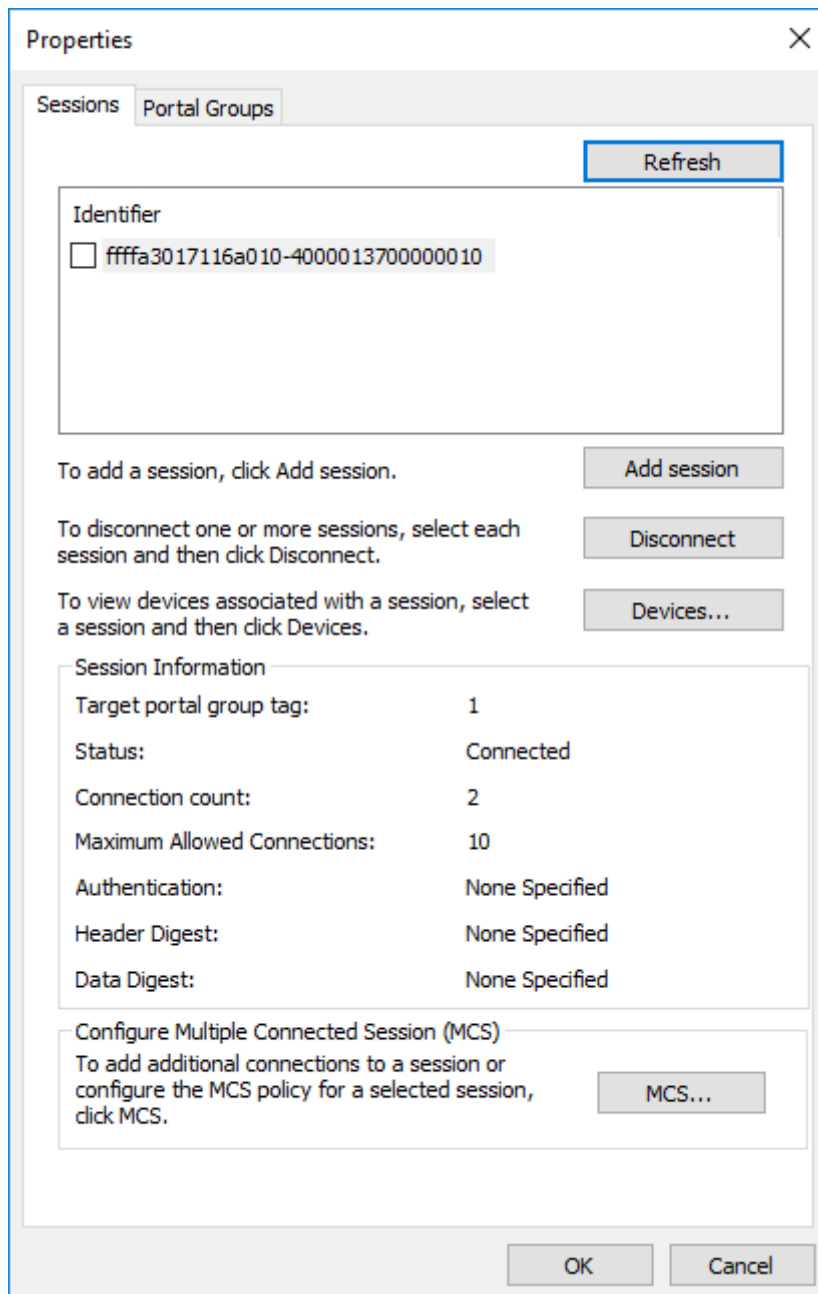 Properties
Sessions
Portal Groups
Refresh
Identifier
ffffa3017116a010-4000013700000010
To add a session, click Add session.
Add session
To disconnect one or more sessions, select each
session and then click Disconnect.
Disconnect
To view devices associated with a session, select
a session and then click Devices.
Devices...
Session Information
Target portal group tag: 1
Status: Connected
Connection count: 2
Maximum Allowed Connections: 10
Authentication: None Specified
Header Digest: None Specified
Data Digest: None Specified
Configure Multiple Connected Session (MCS)
To add additional connections to a session or
configure the MCS policy for a selected session,
click MCS.
MCS...
OK
Cancel